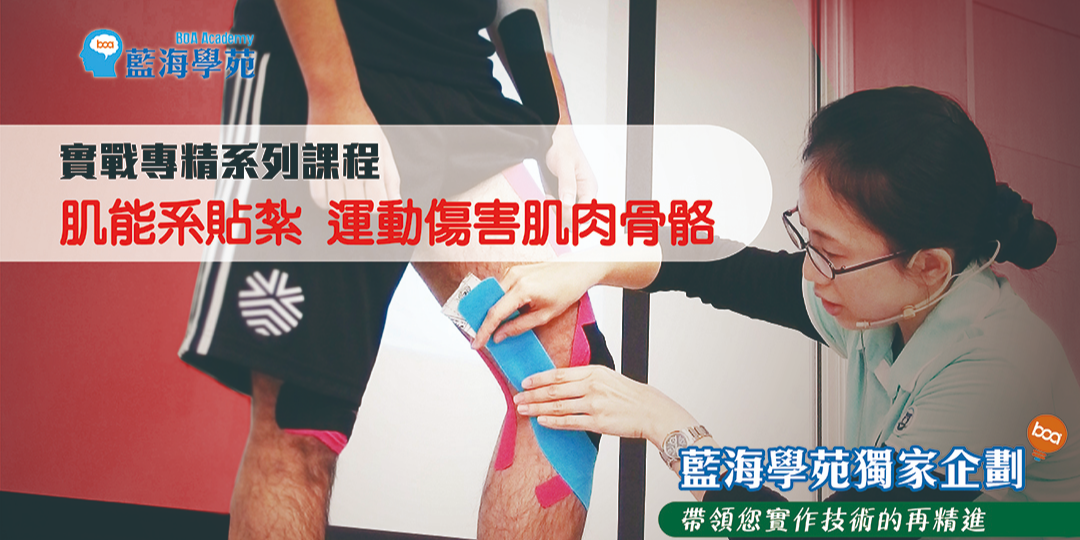 boa
BOA Academy
藍海學苑
實戰專精系列課程
肌能系貼紮 運動傷害肌肉骨骼
boa
藍海學苑獨家企劃
帶領您實作技術的再精進